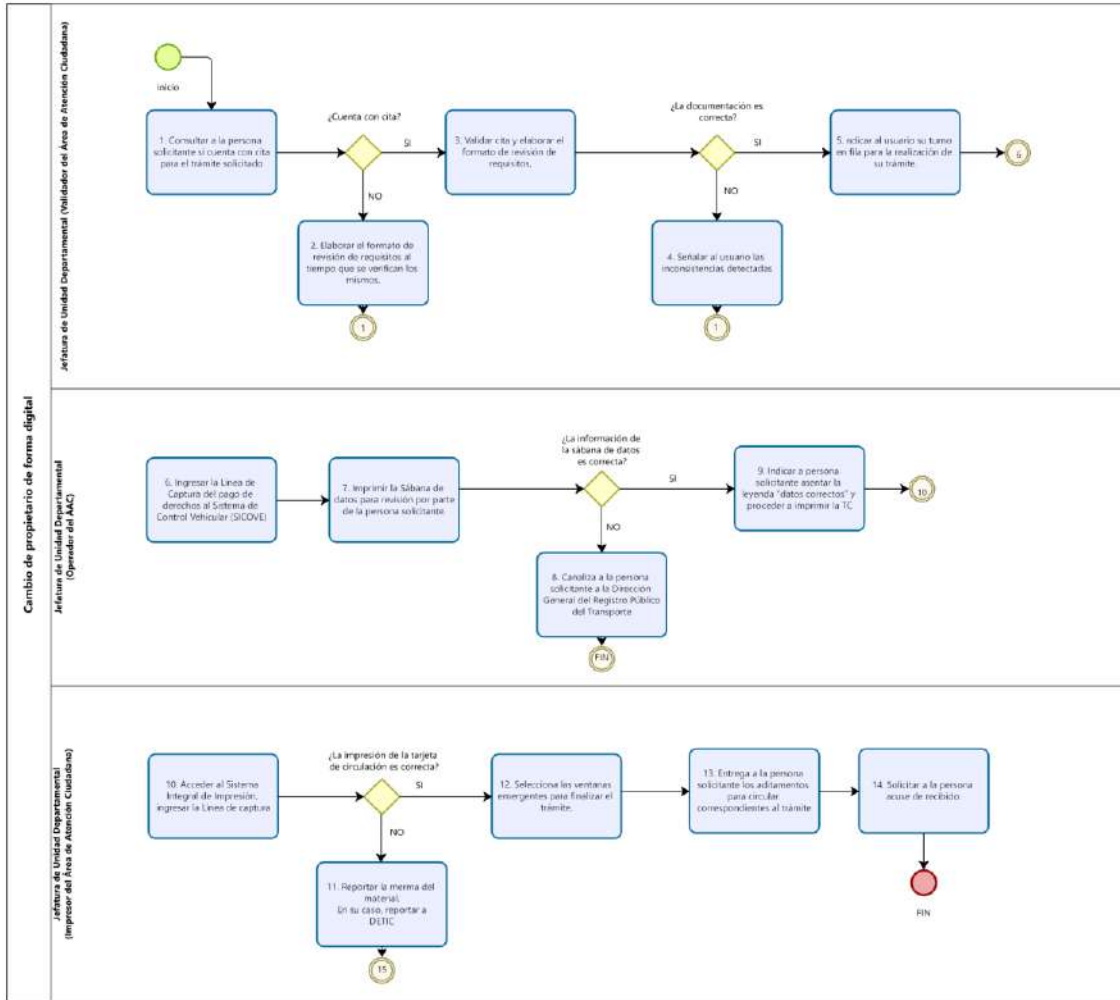 Cambio de propietario de forma digital
Jefatura de Unidad Departamental (Validador del Área de Atención Ciudadana)
Inicio
1. Consultar a la persona
solicitante si cuenta con cita
para el trámite solicitado
¿Cuenta con cita?
SI
NO
2. Elaborar el formato de
revisión de requisitos al
tiempo que se verifican los
mismos.
1
3. Validar cita y elaborar el
formato de revisión de
requisitos.
¿La documentación es
correcta?
SI
NO
4. Señalar al usuario las
inconsistencias detectadas
1
5. ndicar al usuario su turno
en fila para la realización de
su trámite
6
Jefatura de Unidad Departamental
(Operador del AAC)
6. Ingresar la Linea de
Captura del pago de
derechos al Sistema de
Control Vehicular (SICOVE)
7. Imprimir la Sábana de
datos para revisión por parte
de la persona solicitante
¿La información de
la sábana de datos
es correcta?
SI
NO
8. Canaliza a la persona
solicitante a la Dirección
General del Registro Público
del Transporte
FIN
9. Indicar a persona
solicitante asentar la
leyenda "datos correctos" y
proceder a imprimir la TC
10
Jefatura de Unidad Departamental
(Impresor del Área de Atención Ciudadano)
10. Acceder al Sistema
Integral de Impresión,
ingresar la Linea de captura
¿La impresión de la tarjeta
de circulación es correcta?
SI
NO
11. Reportar la merma del
material.
En su caso, reportar a
DETIC
15
12. Selecciona las ventanas
emergentes para finalizar el
trámite.
13. Entrega a la persona
solicitante los aditamentos
para circular
correspondientes al trámite
14. Solicitar a la persona
acuse de recibido
FIN